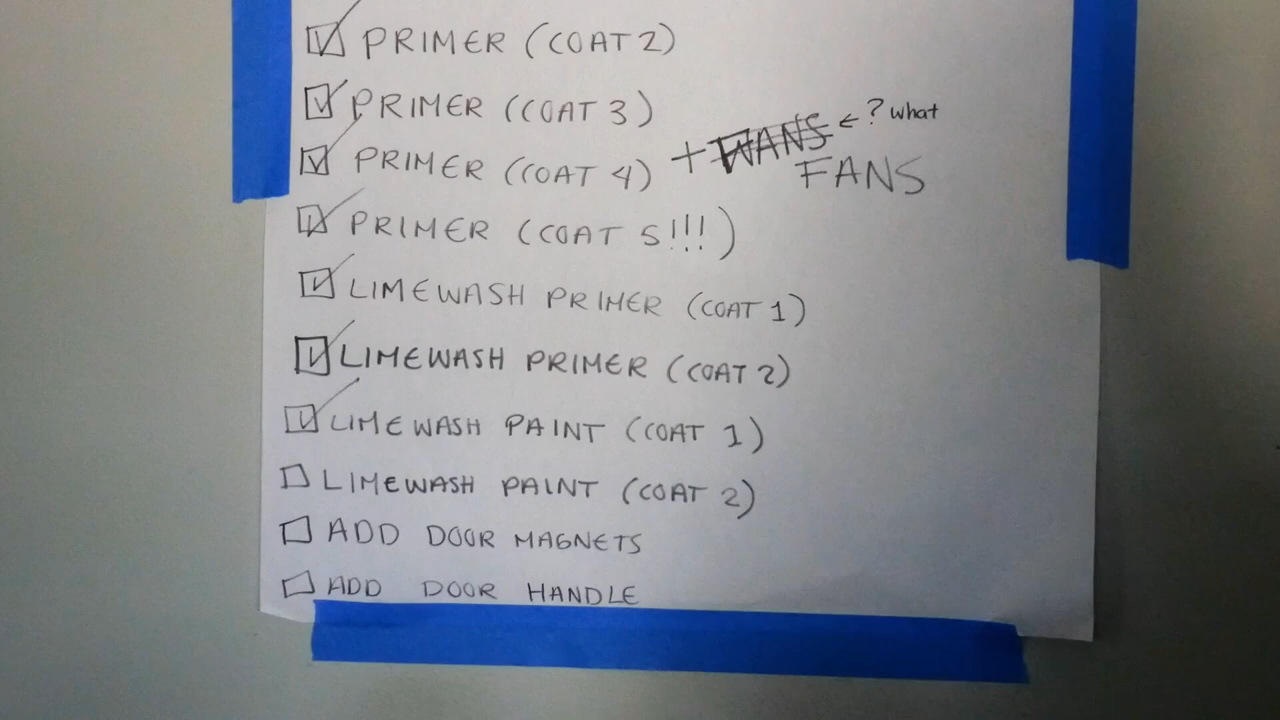 PRIMER (COAT 2)
PRIMER (COAT 3)
PRIMER (COAT 4) + WANS ← ? what
FANS
PRIMER (COAT 5!!!)
LIMEWASH PRIMER (COAT 1)
LIMEWASH PRIMER (COAT 2)
LIMEWASH PAINT (COAT 1)
LIMEWASH PAINT (COAT 2)
ADD DOOR MAGNETS
ADD DOOR HANDLE